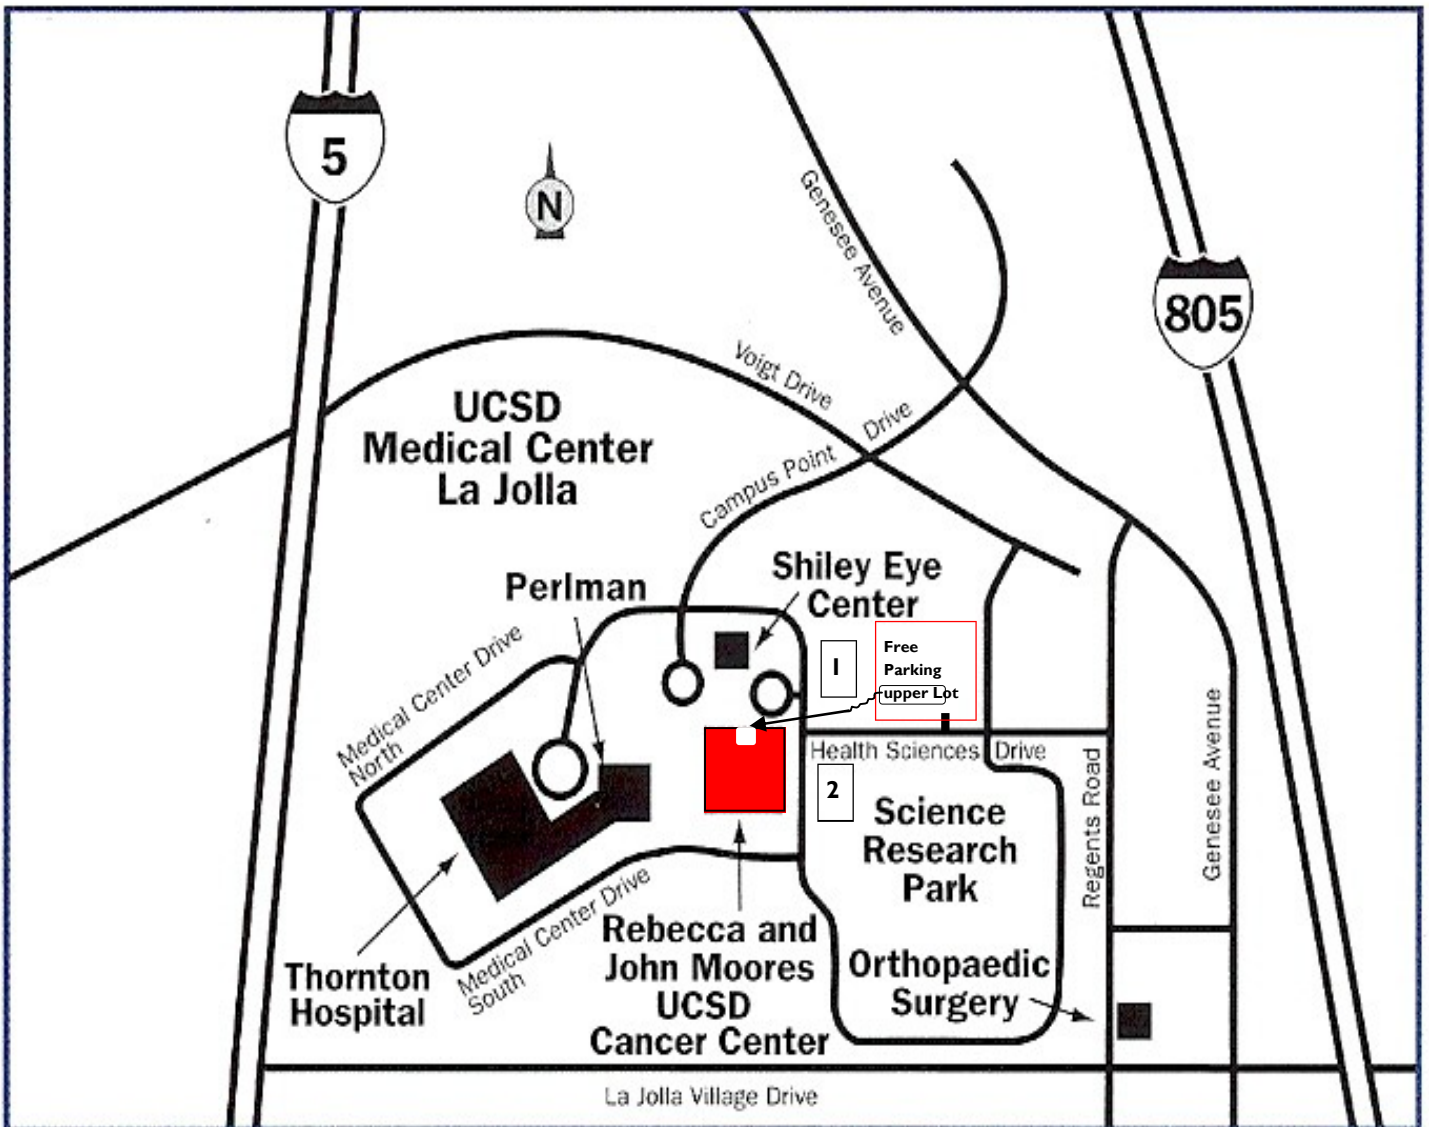 5
N
805
Genesee Avenue
Voigt Drive
Campus Point Drive
UCSD
Medical Center
La Jolla
Perlman
Shiley Eye
Center
Medical Center Drive
North
1
Free
Parking
upper Lot
Health Sciences Drive
2
Science
Research
Park
Regents Road
Genesee Avenue
Medical Center Drive
South
Rebecca and
John Moores
UCSD
Cancer Center
Thornton
Hospital
Orthopaedic
Surgery
La Jolla Village Drive